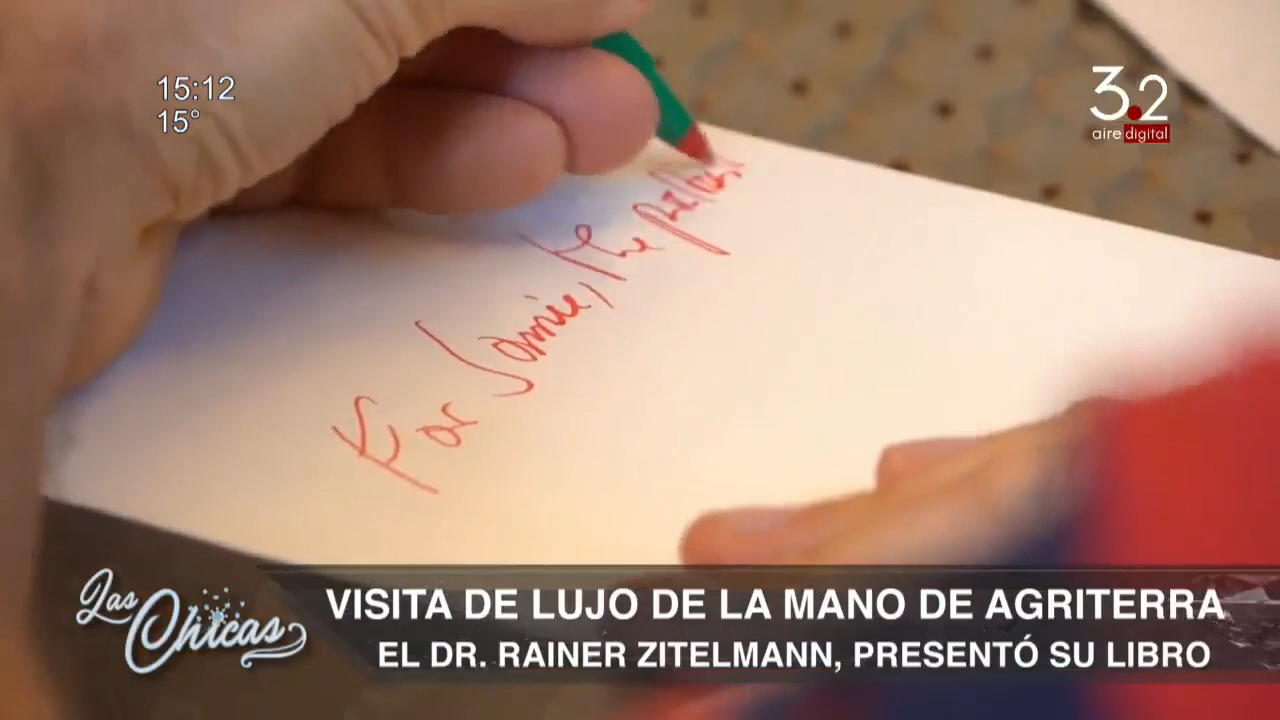 15:12
15°
3.2
aire digital
For Jamie, the
Las Chicas
VISITA DE LUJO DE LA MANO DE AGRITERRA
EL DR. RAINER ZITELMANN, PRESENTÓ SU LIBRO